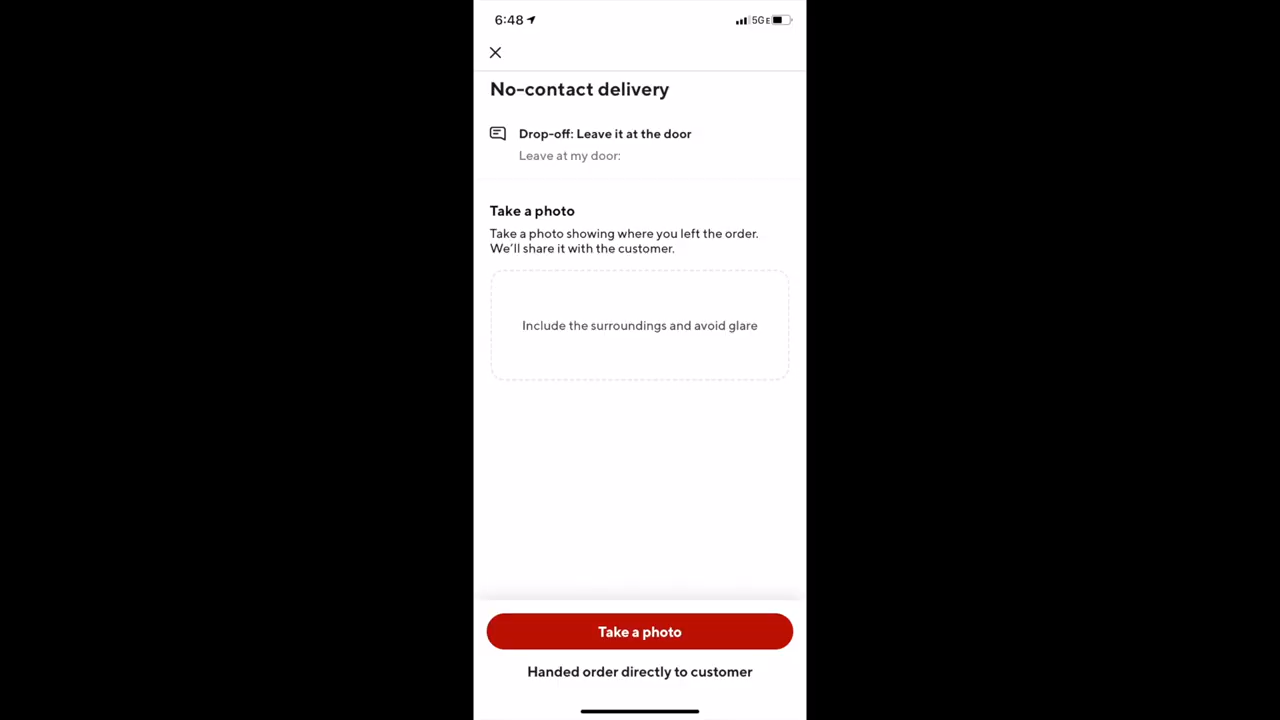 6:48
5GE
No-contact delivery
Drop-off: Leave it at the door
Leave at my door:
Take a photo
Take a photo showing where you left the order.
We'll share it with the customer.
Include the surroundings and avoid glare
Take a photo
Handed order directly to customer